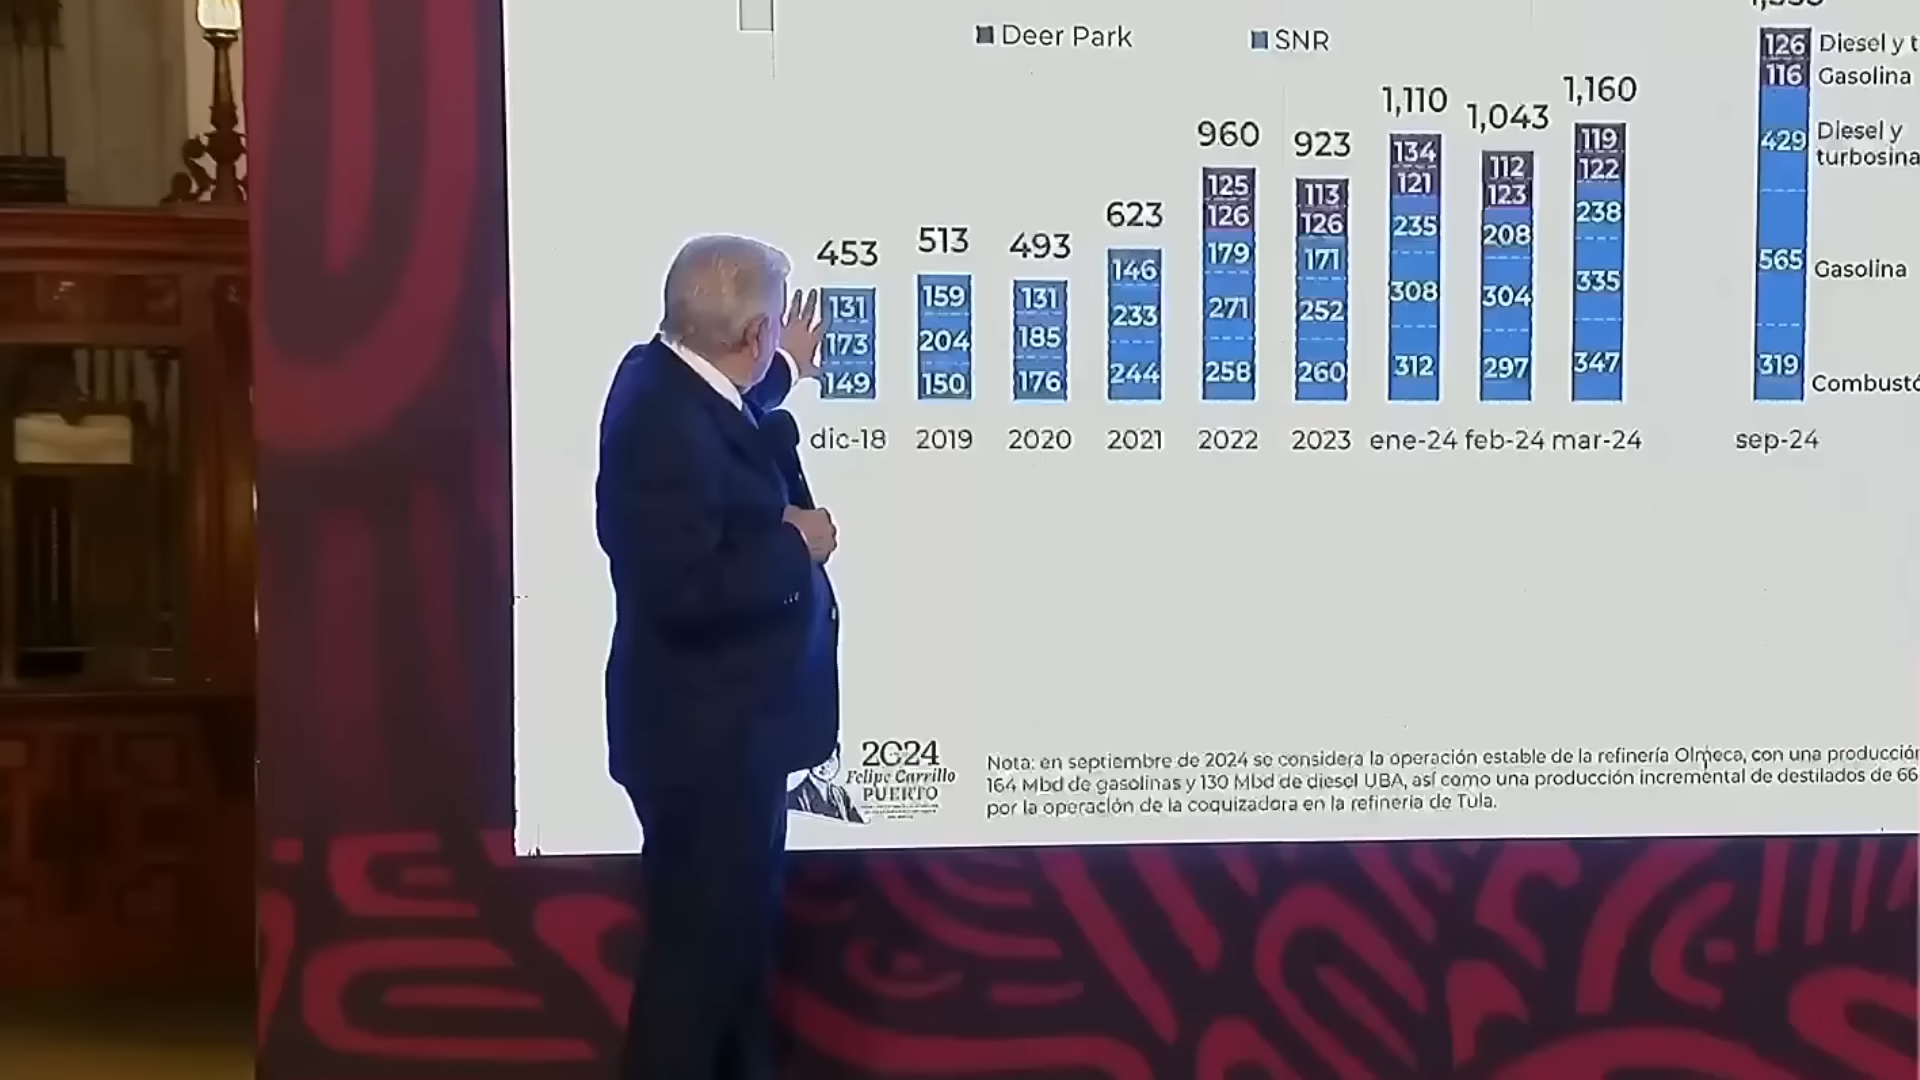 Deer Park
SNR
453
131
173
149
dic-18
513
159
204
150
2019
493
131
185
176
2020
623
146
233
244
2021
960
125
126
179
271
258
2022
923
113
126
171
252
260
2023
1,110
134
121
235
308
312
ene-24
1,043
112
123
208
304
297
feb-24
1,160
119
122
238
335
347
mar-24
126 Diesel y t
116 Gasolina
429 Diesel y
turbosina
565 Gasolina
319 Combustó
sep-24
2024
Felipe Carrillo
PUERTO
Nota: en septiembre de 2024 se considera la operación estable de la refinería Olmeca, con una producción
164 Mbd de gasolinas y 130 Mbd de diesel UBA, así como una producción incremental de destilados de 66
por la operación de la coquizadora en la refinería de Tula.